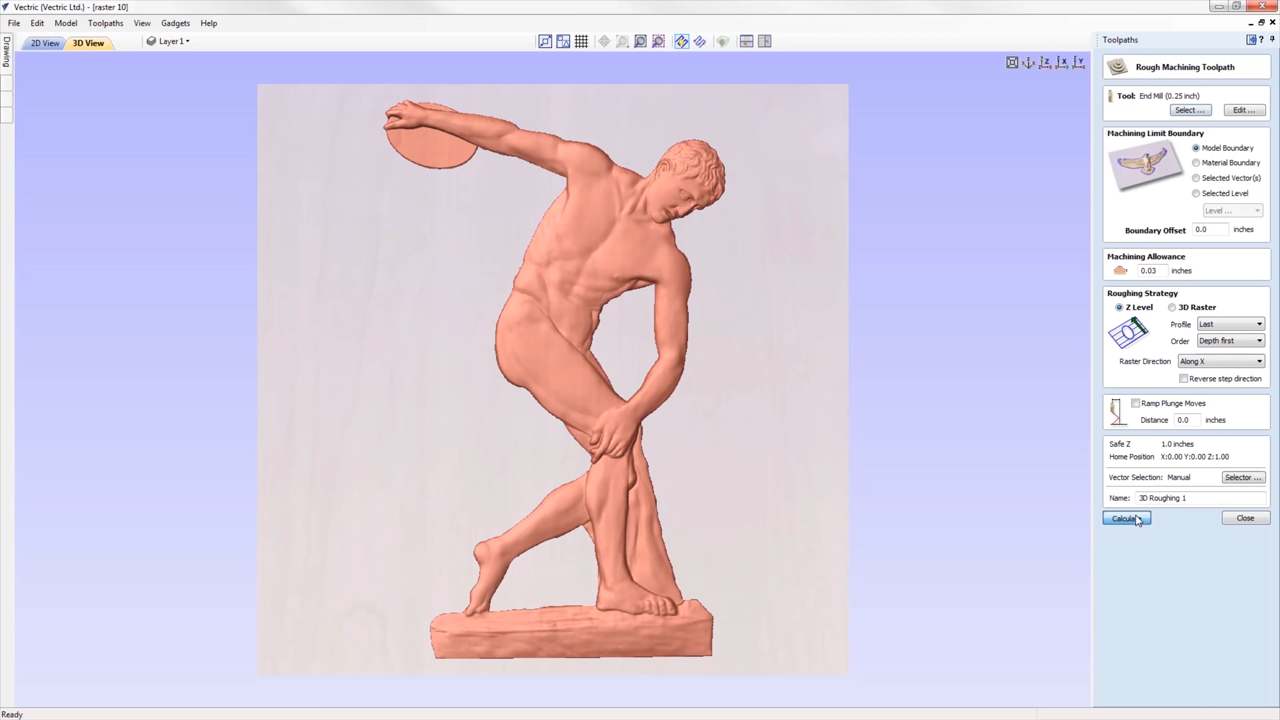 Vectric (Vectric Ltd.) - [raster 10]
File Edit Model Toolpaths View Gadgets Help
2D View 3D View Layer1
Drawing
Z X Y
Toolpaths ?
Rough Machining Toolpath
Tool: End Mill (0.25 inch)
Select ... Edit ...
Machining Limit Boundary
Model Boundary
Material Boundary
Selected Vector(s)
Selected Level
Level ...
Boundary Offset 0.0 inches
Machining Allowance
0.03 inches
Roughing Strategy
Z Level 3D Raster
Profile Last
Order Depth first
Raster Direction Along X
Reverse step direction
Ramp Plunge Moves
Distance 0.0 inches
Safe Z 1.0 inches
Home Position X:0.00 Y:0.00 Z:1.00
Vector Selection: Manual Selector ...
Name: 3D Roughing 1
Close
Ready